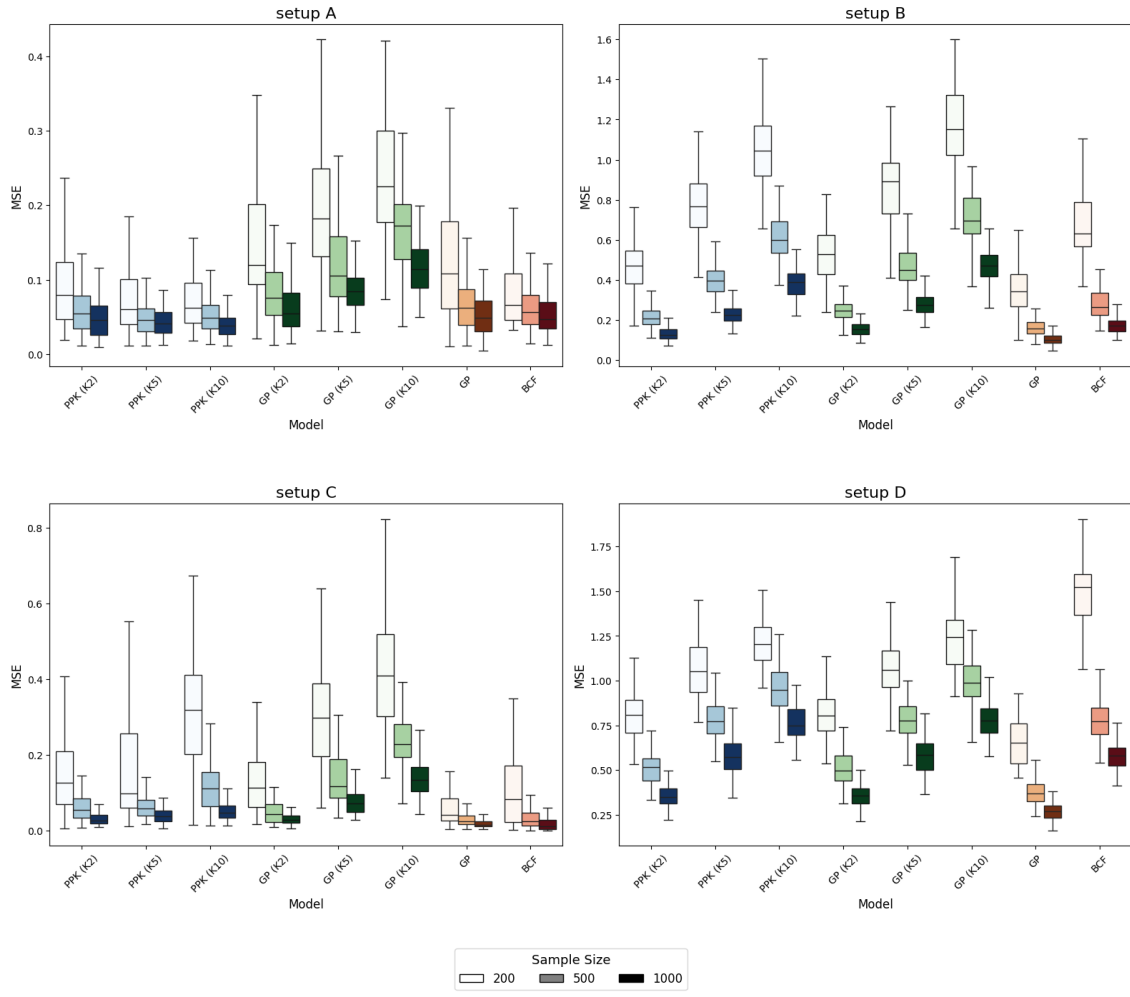 setup A
MSE
0.4
0.3
0.2
0.1
0.0
PPK (K2) PPK (K5) PPK (K10) GP (K2) GP (K5) GP (K10) GP BCF
Model
setup B
MSE
1.6
1.4
1.2
1.0
0.8
0.6
0.4
0.2
0.0
PPK (K2) PPK (K5) PPK (K10) GP (K2) GP (K5) GP (K10) GP BCF
Model
setup C
MSE
0.8
0.6
0.4
0.2
0.0
PPK (K2) PPK (K5) PPK (K10) GP (K2) GP (K5) GP (K10) GP BCF
Model
setup D
MSE
1.75
1.50
1.25
1.00
0.75
0.50
0.25
PPK (K2) PPK (K5) PPK (K10) GP (K2) GP (K5) GP (K10) GP BCF
Model
Sample Size
200 500 1000